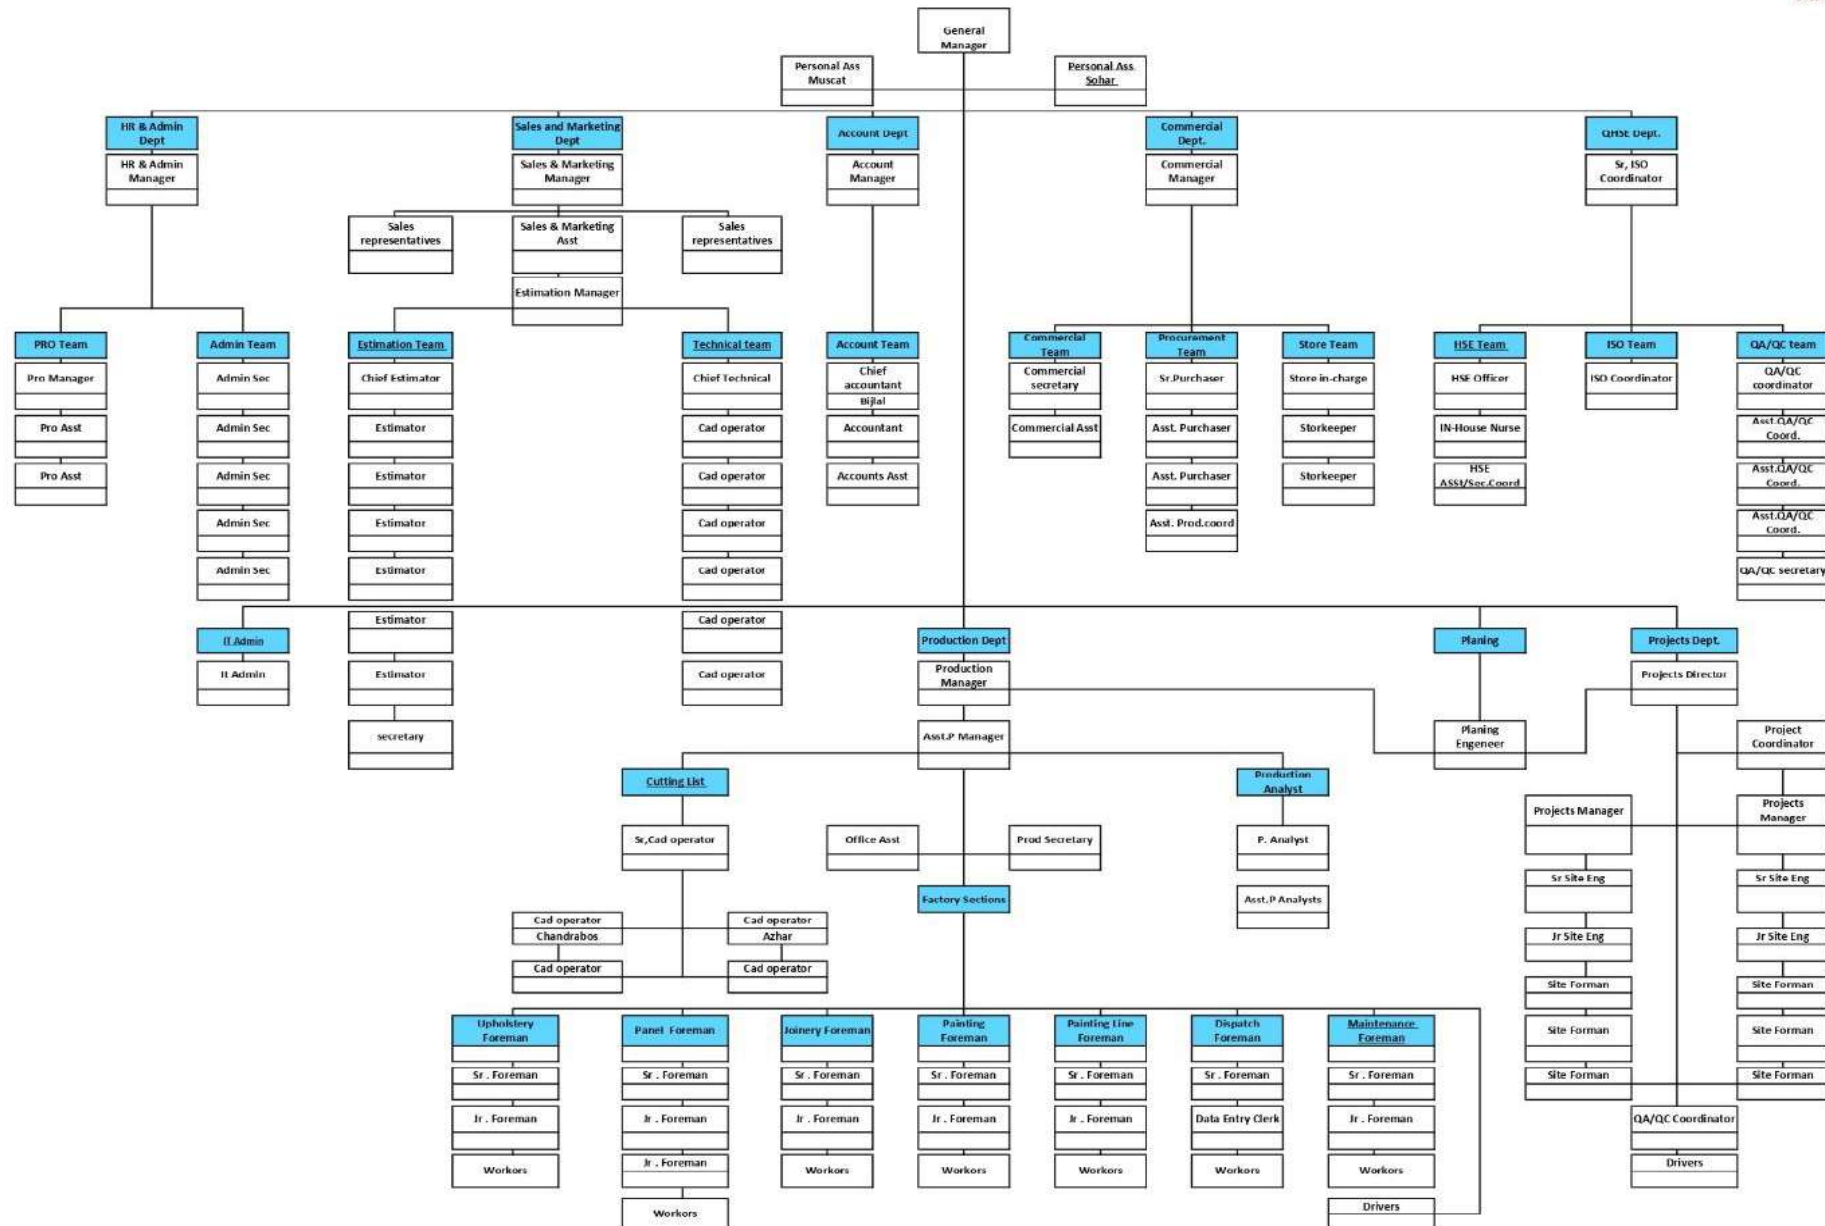 General
Manager
Personal Ass
Muscat
Personal Ass
Sohar
HR & Admin
Dept
Sales and Marketing
Dept
Account Dept
Commercial
Dept.
QHSE Dept.
HR & Admin
Manager
Sales & Marketing
Manager
Account
Manager
Commercial
Manager
Sr, ISO
Coordinator
Sales
representatives
Sales & Marketing
Asst
Sales
representatives
Estimation Manager
PRO Team
Admin Team
Estimation Team
Technical team
Account Team
Commercial
Team
Procurement
Team
Store Team
HSE Team
ISO Team
QA/QC team
Pro Manager
Admin Sec
Chief Estimator
Chief Technical
Chief
accountant
Bijlal
Commercial
secretary
Sr.Purchaser
Store in-charge
HSE Officer
ISO Coordinator
QA/QC
coordinator
Pro Asst
Admin Sec
Estimator
Cad operator
Accountant
Commercial Asst
Asst. Purchaser
Storkeeper
IN-House Nurse
Asst.QA/QC
Coord.
Pro Asst
Admin Sec
Estimator
Cad operator
Accounts Asst
Asst. Purchaser
Storkeeper
HSE
ASSt/Sec.Coord
Asst.QA/QC
Coord.
Admin Sec
Estimator
Cad operator
Asst. Prod.coord
Asst.QA/QC
Coord.
Admin Sec
Estimator
Cad operator
QA/QC secretary
Estimator
Cad operator
IT Admin
Production Dept
Planing
Projects Dept.
It Admin
Estimator
Cad operator
Production
Manager
Projects Director
secretary
Asst.P Manager
Planing
Engeneer
Project
Coordinator
Cutting List
Production
Analyst
Projects Manager
Projects
Manager
Sr,Cad operator
Office Asst
Prod Secretary
P. Analyst
Sr Site Eng
Sr Site Eng
Factory Sections
Asst.P Analysts
Cad operator
Chandrabos
Cad operator
Azhar
Jr Site Eng
Jr Site Eng
Cad operator
Cad operator
Site Forman
Site Forman
Upholstery
Foreman
Panel Foreman
Joinery Foreman
Painting
Foreman
Painting Line
Foreman
Dispatch
Foreman
Maintenance
Foreman
Site Forman
Site Forman
Sr . Foreman
Sr . Foreman
Sr . Foreman
Sr . Foreman
Sr . Foreman
Sr . Foreman
Sr . Foreman
Site Forman
Site Forman
Jr . Foreman
Jr . Foreman
Jr . Foreman
Jr . Foreman
Jr . Foreman
Data Entry Clerk
Jr . Foreman
QA/QC Coordinator
Workors
Jr . Foreman
Workors
Workors
Workors
Workors
Workors
Drivers
Workors
Drivers